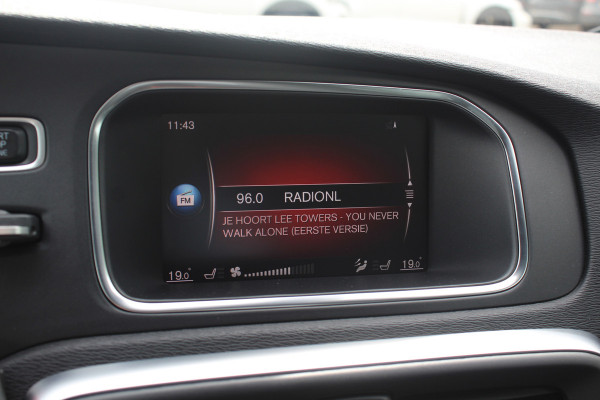 11:43
96.0 RADIONL
FM
JE HOORT LEE TOWERS - YOU NEVER
WALK ALONE (EERSTE VERSIE)
19.0° 19.0°